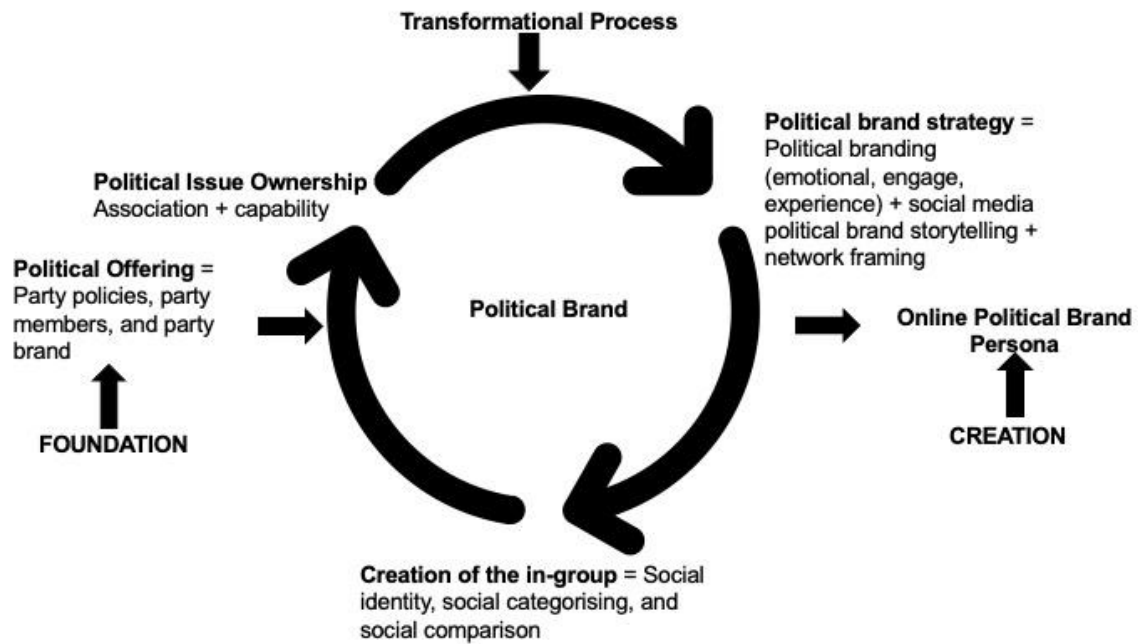 Transformational Process
Political brand strategy =
Political branding
(emotional, engage,
experience) + social media
political brand storytelling +
network framing
Political Issue Ownership
Association + capability
Political Offering =
Party policies, party
members, and party
brand
Political Brand
Online Political Brand
Persona
FOUNDATION
CREATION
Creation of the in-group = Social
identity, social categorising, and
social comparison